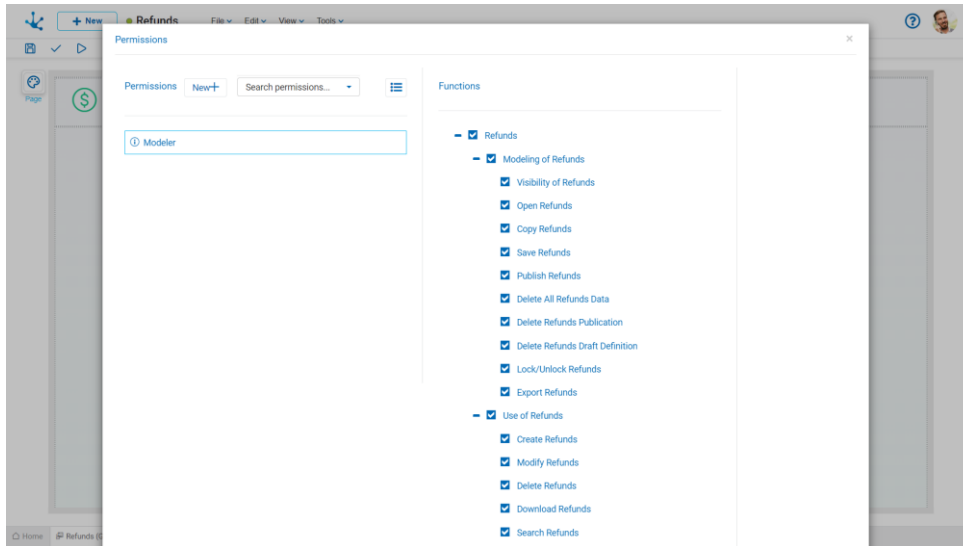 + New Refunds File Edit View Tools
Permissions
Page
Permissions New+ Search permissions...
Modeler
Functions
Refunds
Modeling of Refunds
Visibility of Refunds
Open Refunds
Copy Refunds
Save Refunds
Publish Refunds
Delete All Refunds Data
Delete Refunds Publication
Delete Refunds Draft Definition
Lock/Unlock Refunds
Export Refunds
Use of Refunds
Create Refunds
Modify Refunds
Delete Refunds
Download Refunds
Search Refunds
Home Refunds